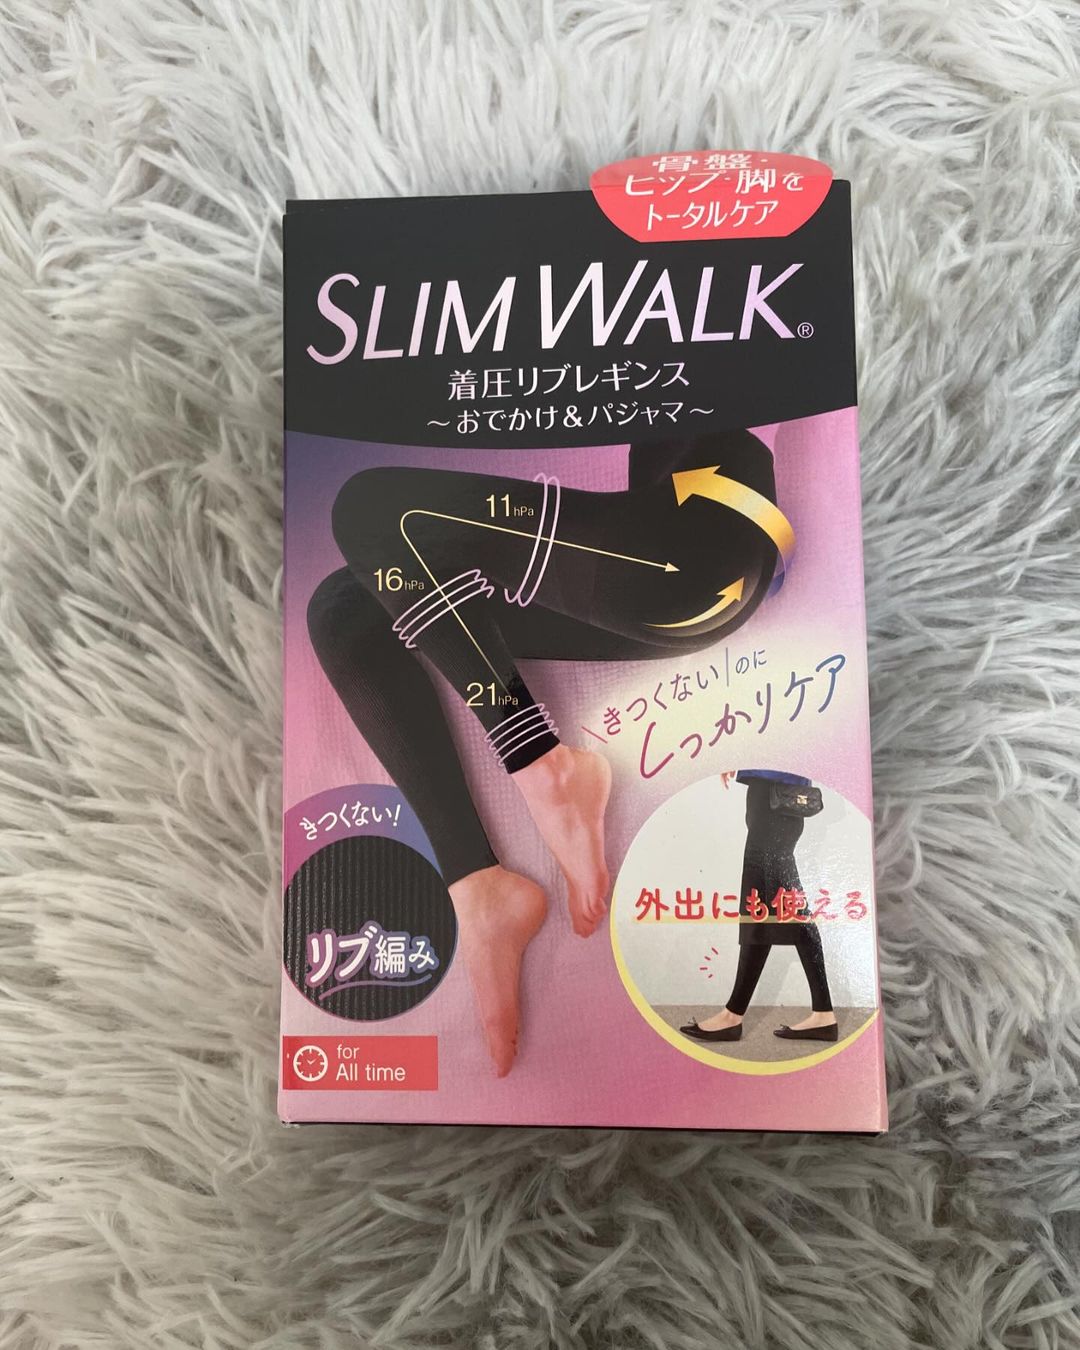 骨盤・
ヒップ・脚を
トータルケア
SLIM WALK®
着圧リブレギンス
～おでかけ＆パジャマ～
11hPa
16hPa
21hPa
\きつくない/のに
しっかりケア
きつくない!
リブ編み
外出にも使える
for
All time